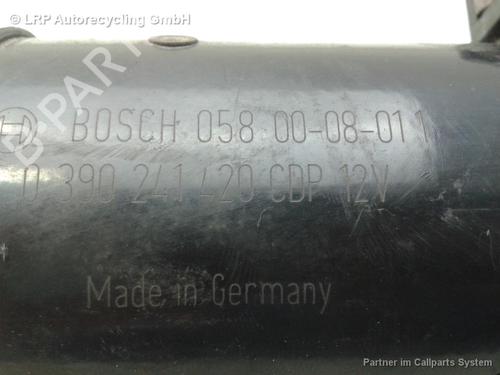 © LRP Autorecycling GmbH
BOSCH 058 00-08-01 1
0 390 241 420 CDP 12V
Made in Germany
Partner im Callparts System